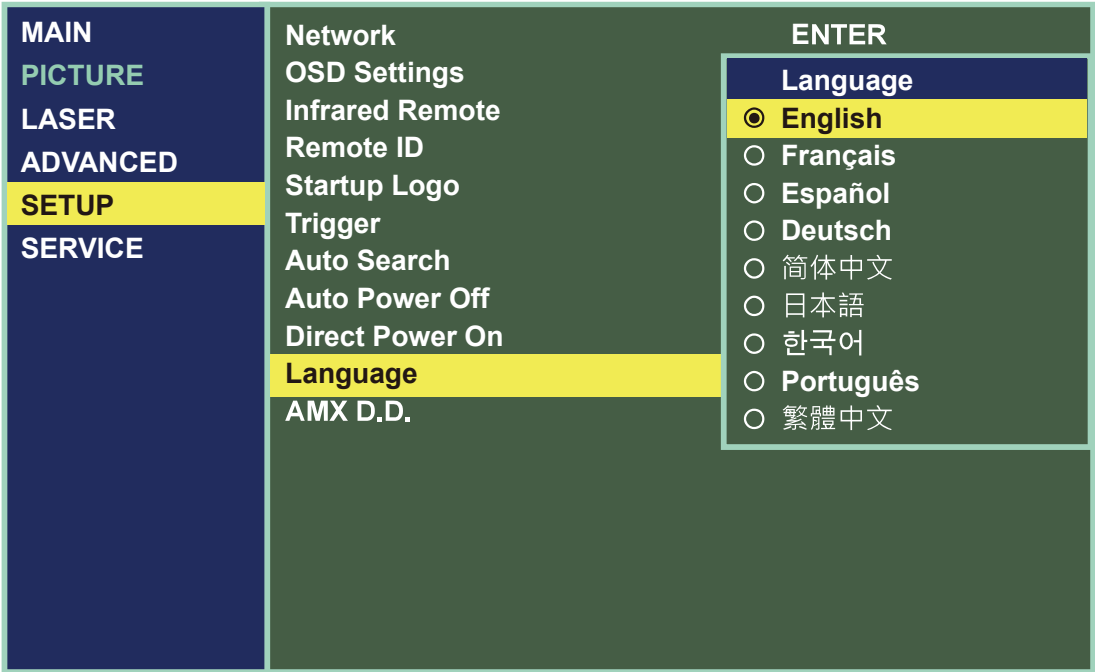 MAIN
PICTURE
LASER
ADVANCED
SETUP
SERVICE
Network
OSD Settings
Infrared Remote
Remote ID
Startup Logo
Trigger
Auto Search
Auto Power Off
Direct Power On
Language
AMX D.D.
ENTER
Language
English
Français
Español
Deutsch
简体中文
日本語
한국어
Português
繁體中文